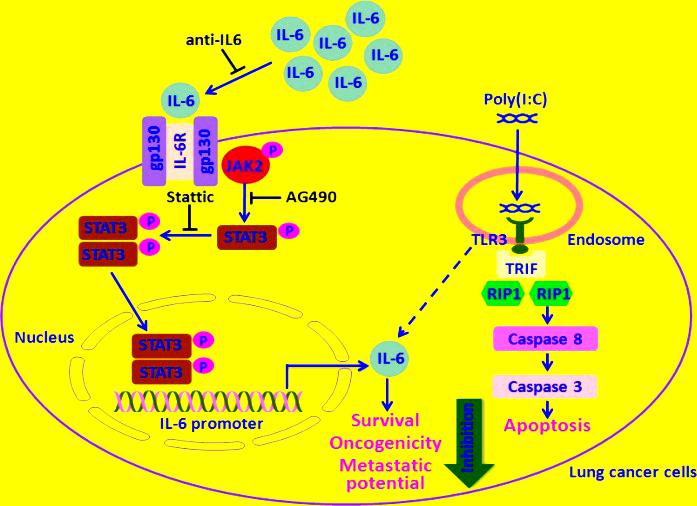 IL-6
IL-6
IL-6
IL-6
IL-6
IL-6
anti-IL6
IL-6
gp130
IL-6R
gp130
JAK2
P
Stattic
AG490
STAT3
P
STAT3
P
STAT3
P
Poly(I:C)
TLR3
Endosome
TRIF
RIP1
RIP1
Caspase 8
Caspase 3
Apoptosis
Nucleus
STAT3
P
STAT3
P
IL-6 promoter
IL-6
Survival
Oncogenicity
Metastatic
potential
Inhibition
Lung cancer cells